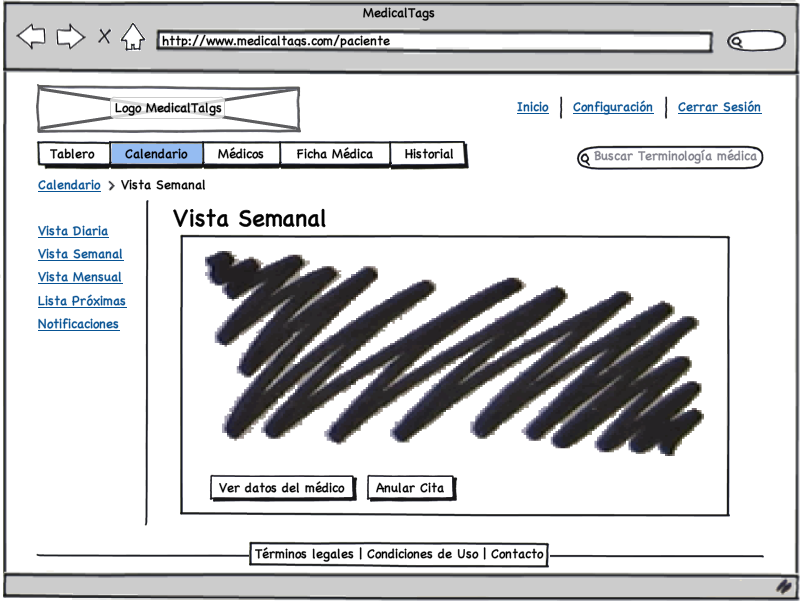 MedicalTags
http://www.medicaltags.com/paciente
Logo MedicalTalgs
Inicio | Configuración | Cerrar Sesión
Tablero Calendario Médicos Ficha Médica Historial
Buscar Terminología médica
Calendario > Vista Semanal
Vista Diaria
Vista Semanal
Vista Mensual
Lista Próximas
Notificaciones
Vista Semanal
Ver datos del médico Anular Cita
Términos legales | Condiciones de Uso | Contacto